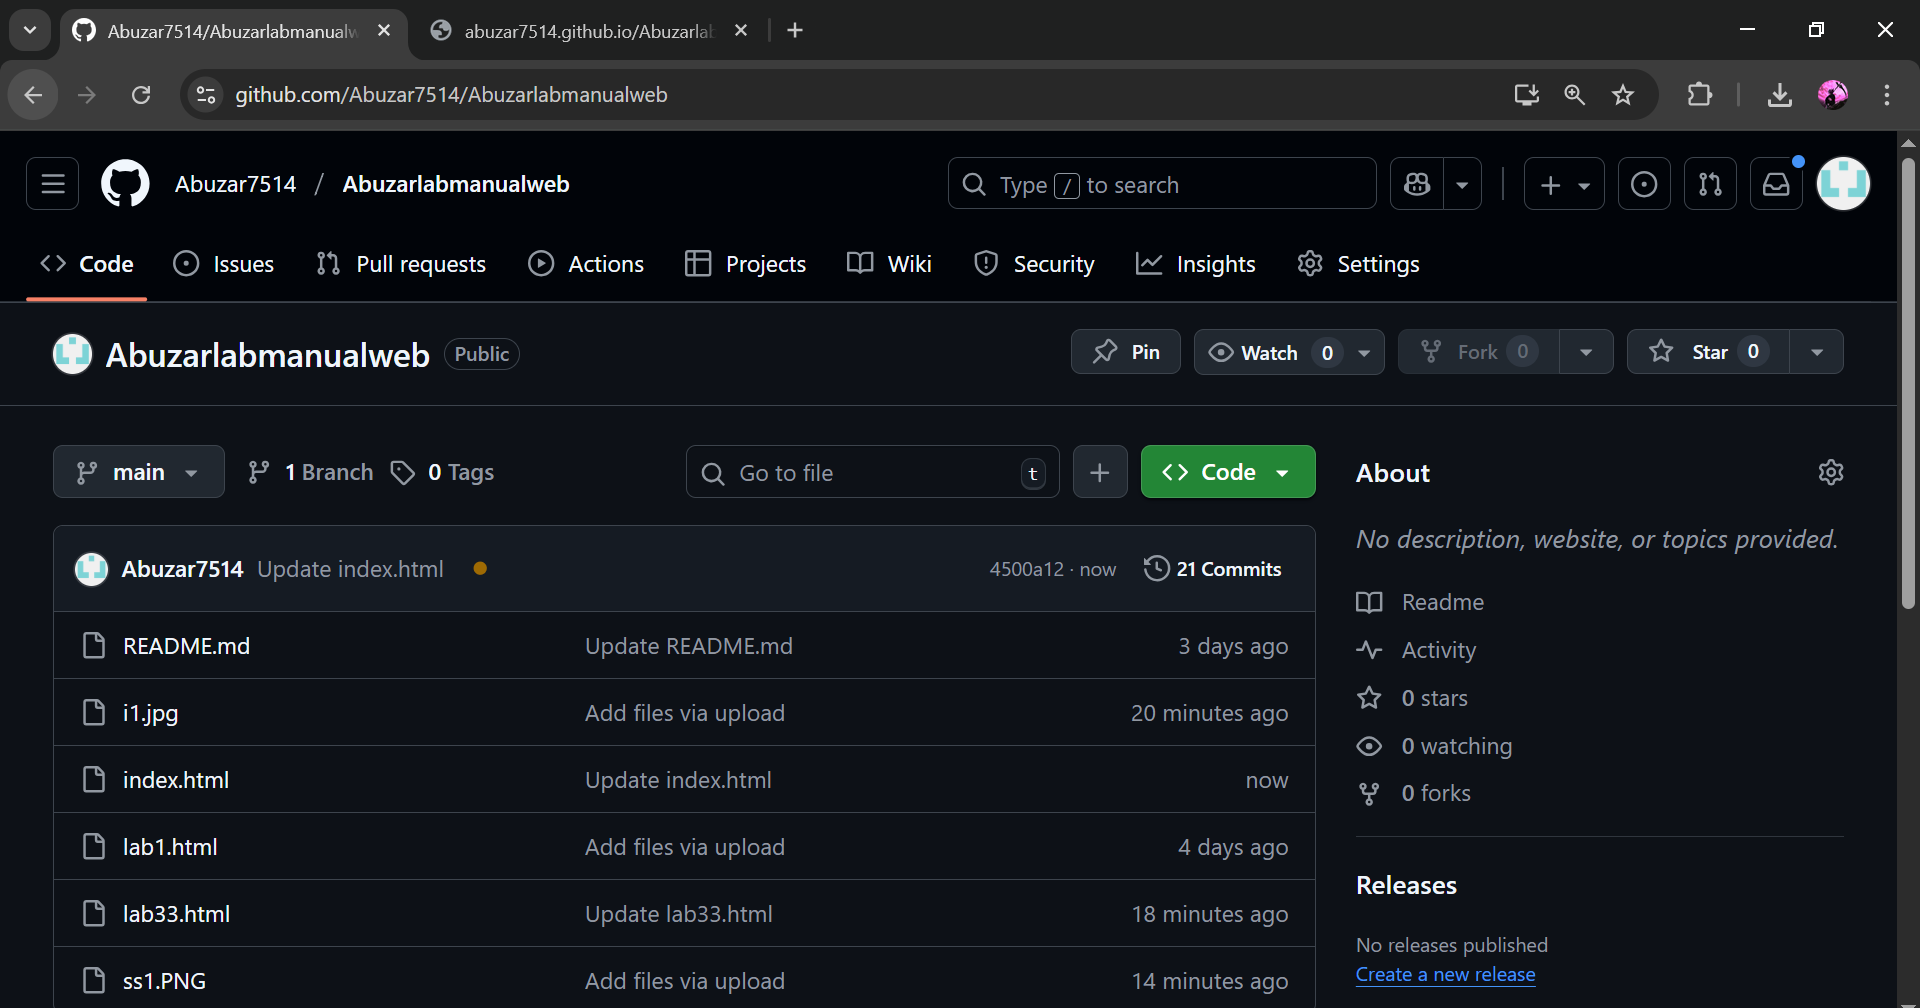 Abuzar7514/Abuzarlabmanualw
abuzar7514.github.io/Abuzarlab
github.com/Abuzar7514/Abuzarlabmanualweb
Abuzar7514 / Abuzarlabmanualweb
Type / to search
Code
Issues
Pull requests
Actions
Projects
Wiki
Security
Insights
Settings
Abuzarlabmanualweb
Public
Pin
Watch 0
Fork 0
Star 0
main
1 Branch
0 Tags
Go to file
t
Code
Abuzar7514 Update index.html
4500a12 · now
21 Commits
README.md Update README.md 3 days ago
i1.jpg Add files via upload 20 minutes ago
index.html Update index.html now
lab1.html Add files via upload 4 days ago
lab33.html Update lab33.html 18 minutes ago
ss1.PNG Add files via upload 14 minutes ago
About
No description, website, or topics provided.
Readme
Activity
0 stars
0 watching
0 forks
Releases
No releases published
Create a new release